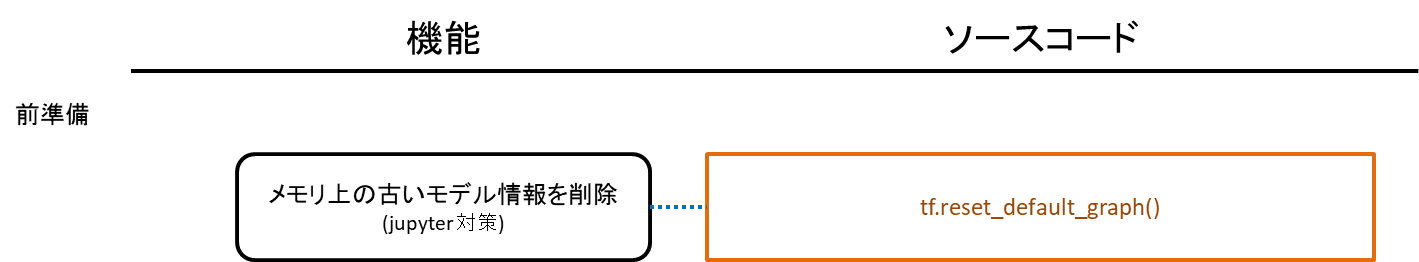 機能
ソースコード
前準備
メモリ上の古いモデル情報を削除
(jupyter対策)
tf.reset_default_graph()